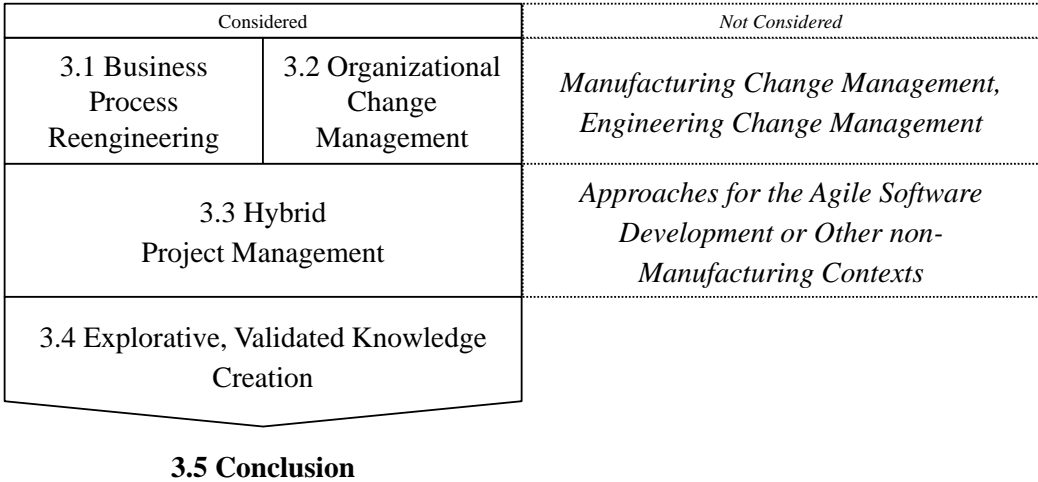 Considered
Not Considered
3.1 Business
Process
Reengineering
3.2 Organizational
Change
Management
Manufacturing Change Management,
Engineering Change Management
3.3 Hybrid
Project Management
Approaches for the Agile Software
Development or Other non-
Manufacturing Contexts
3.4 Explorative, Validated Knowledge
Creation
3.5 Conclusion